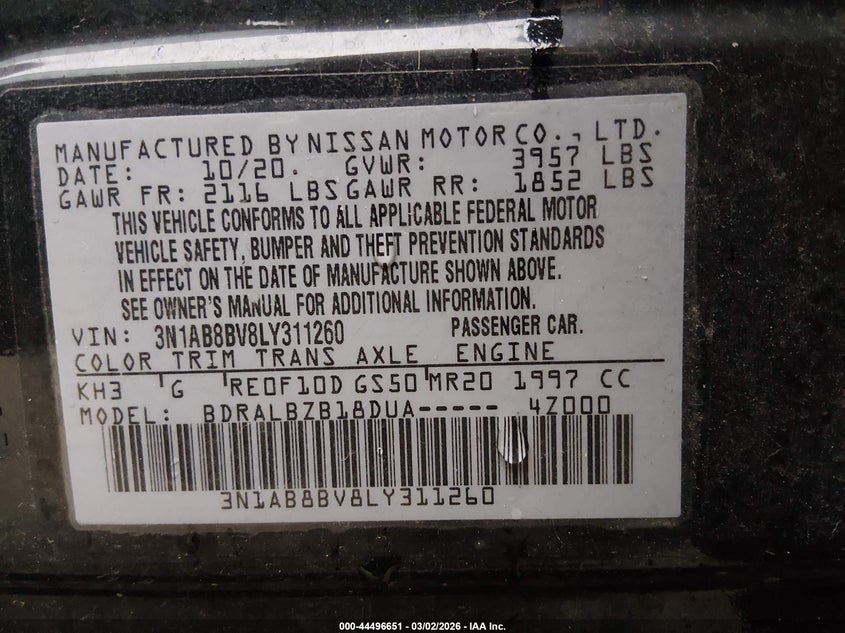 MANUFACTURED BY NISSAN MOTOR CO., LTD.
DATE: 10/20. GVWR: 3957 LBS
GAWR FR: 2116 LBS GAWR RR: 1852 LBS
THIS VEHICLE CONFORMS TO ALL APPLICABLE FEDERAL MOTOR
VEHICLE SAFETY, BUMPER AND THEFT PREVENTION STANDARDS
IN EFFECT ON THE DATE OF MANUFACTURE SHOWN ABOVE.
SEE OWNER'S MANUAL FOR ADDITIONAL INFORMATION.
VIN: 3N1AB8BV8LY311260 PASSENGER CAR.
COLOR TRIM TRANS AXLE ENGINE
KH3 G RE0F10D GS50 MR20 1997 CC
MODEL: BDRALBZB18DUA----- 4Z000
3N1AB8BV8LY311260
000-44496651 - 03/02/2026 - IAA Inc.